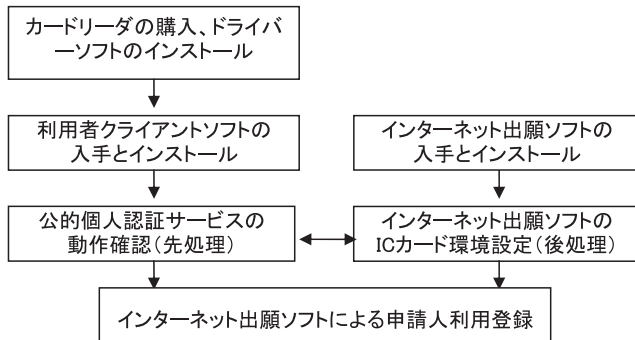 カードリーダの購入、ドライバ
ーソフトのインストール
利用者クライアントソフトの
入手とインストール
インターネット出願ソフトの
入手とインストール
公的個人認証サービスの
動作確認(先処理)
インターネット出願ソフトの
ICカード環境設定(後処理)
インターネット出願ソフトによる申請人利用登録